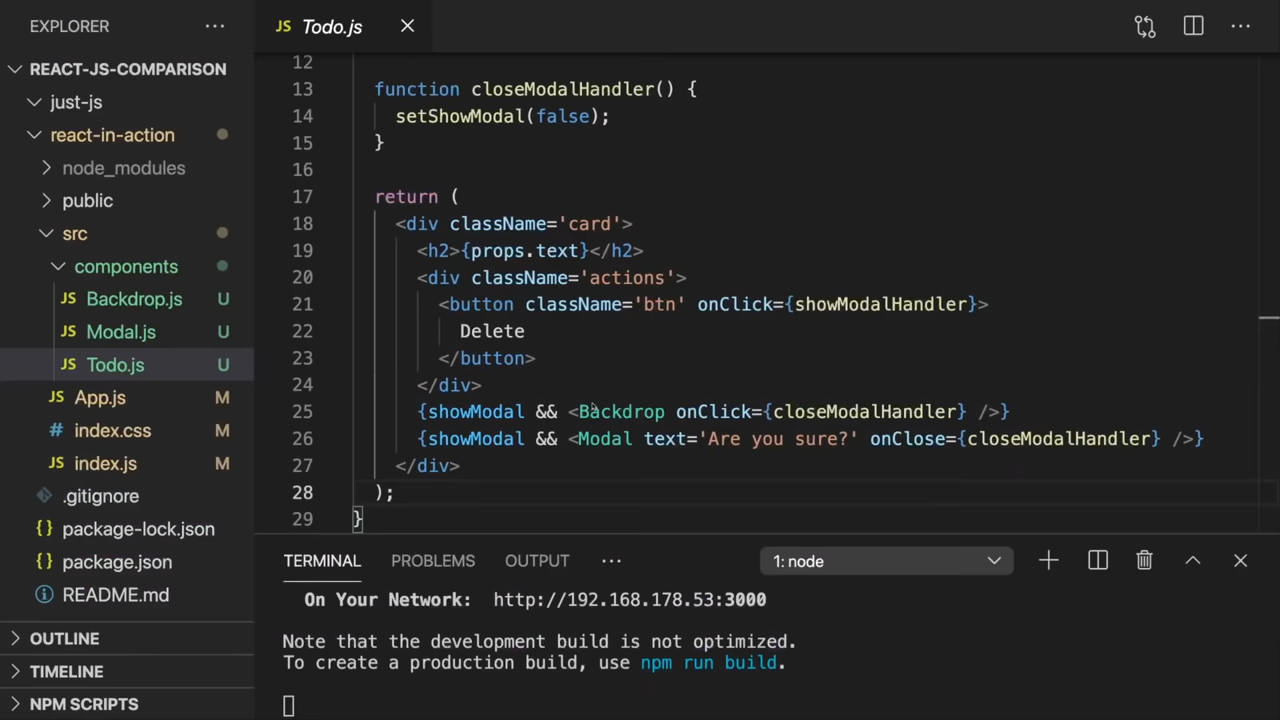 EXPLORER
REACT-JS-COMPARISON
just-js
react-in-action
node_modules
public
src
components
JS Backdrop.js U
JS Modal.js U
JS Todo.js U
JS App.js M
# index.css M
JS index.js M
.gitignore
{} package-lock.json
{} package.json
README.md
OUTLINE
TIMELINE
NPM SCRIPTS
JS Todo.js
12
13 function closeModalHandler() {
14 setShowModal(false);
15 }
16
17 return (
18 <div className='card'>
19 <h2>{props.text}</h2>
20 <div className='actions'>
21 <button className='btn' onClick={showModalHandler}>
22 Delete
23 </button>
24 </div>
25 {showModal && <Backdrop onClick={closeModalHandler} />}
26 {showModal && <Modal text='Are you sure?' onClose={closeModalHandler} />}
27 </div>
28 );
29 }
TERMINAL PROBLEMS OUTPUT ··· 1: node
On Your Network: http://192.168.178.53:3000
Note that the development build is not optimized.
To create a production build, use npm run build.